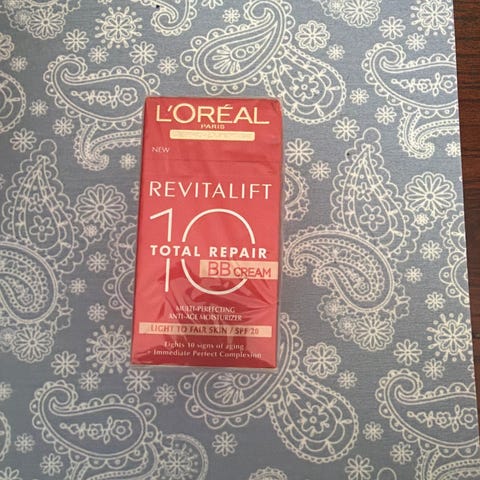 L'ORÉAL
PARIS
NEW
REVITALIFT
10
TOTAL REPAIR
BB CREAM
MULTI-PERFECTING
ANTI-AGE MOISTURIZER
LIGHT TO FAIR SKIN / SPF 20
Fights 10 signs of aging
+ Immediate Perfect Complexion